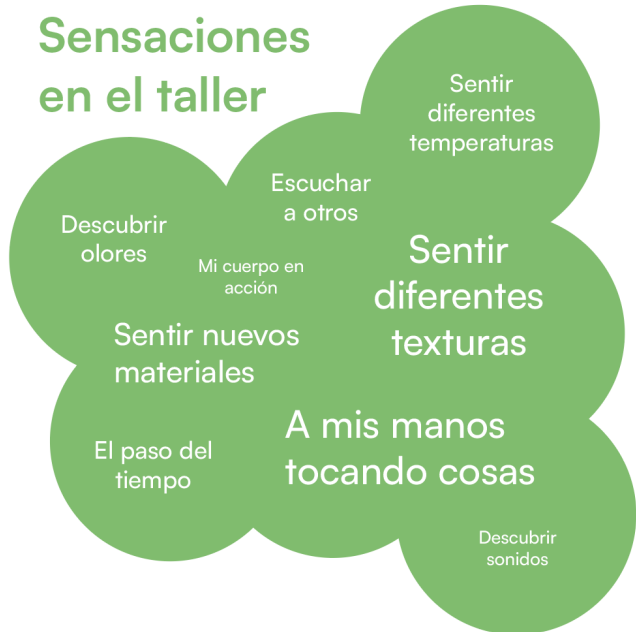 Sensaciones
en el taller
Sentir
diferentes
temperaturas
Escuchar
a otros
Descubrir
olores
Mi cuerpo en
acción
Sentir
diferentes
texturas
Sentir nuevos
materiales
A mis manos
tocando cosas
El paso del
tiempo
Descubrir
sonidos